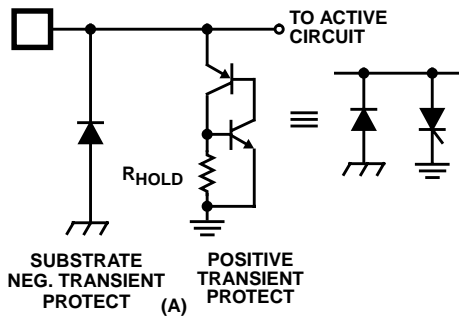 TO ACTIVE
CIRCUIT
RHOLD
SUBSTRATE
NEG. TRANSIENT
PROTECT
(A)
POSITIVE
TRANSIENT
PROTECT